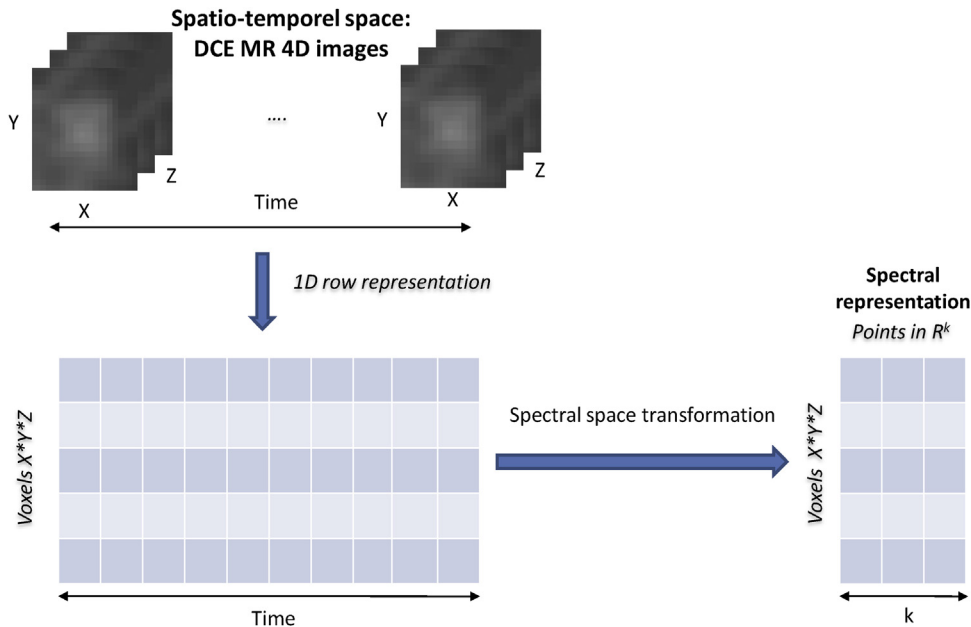 Spatio-temporel space:
DCE MR 4D images
Y
Z
X
....
Y
Z
X
Time
1D row representation
Spectral
representation
Points in R^k
Voxels X*Y*Z
Spectral space transformation
Voxels X*Y*Z
Time
k